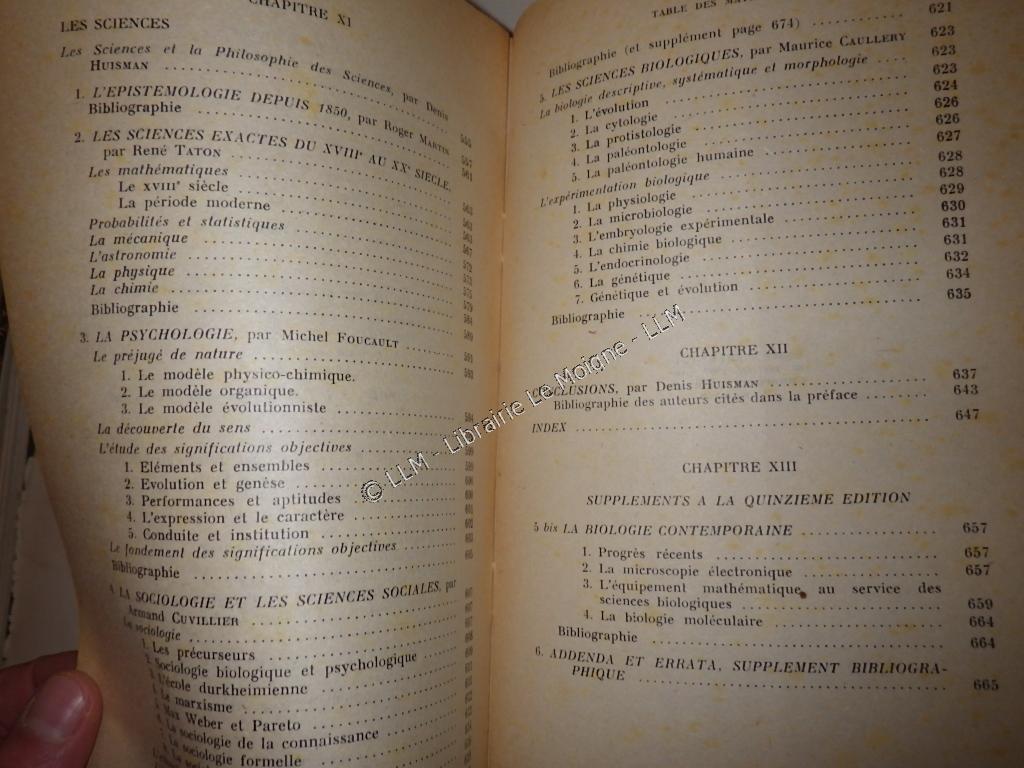 CHAPITRE XI
LES SCIENCES
Les Sciences et la Philosophie des Sciences, par Denis
HUISMAN 555
1. L'EPISTEMOLOGIE DEPUIS 1850, par Roger MARTIN 557
Bibliographie 561
2. LES SCIENCES EXACTES DU XVIIIe AU XXe SIECLE,
par René TATON 563
Les mathématiques
Le XVIIIe siècle
La période moderne
Probabilités et statistiques
La mécanique
L'astronomie
La physique
La chimie
Bibliographie
3. LA PSYCHOLOGIE, par Michel FOUCAULT
Le préjugé de nature
1. Le modèle physico-chimique.
2. Le modèle organique.
3. Le modèle évolutionniste
La découverte du sens
L'étude des significations objectives
1. Eléments et ensembles
2. Evolution et genèse
3. Performances et aptitudes
4. L'expression et le caractère
5. Conduite et institution
Le fondement des significations objectives
Bibliographie
4. LA SOCIOLOGIE ET LES SCIENCES SOCIALES, par
Armand CUVILLIER
La sociologie
1. Les précurseurs
2. Sociologie biologique et psychologique
L'école durkheimienne
Le marxisme
Max Weber et Pareto
La sociologie de la connaissance
La sociologie formelle
TABLE DES
Bibliographie (et supplément page 674) 621
5. LES SCIENCES BIOLOGIQUES, par Maurice CAULLERY 623
La biologie descriptive, systématique et morphologie 623
1. L'évolution 623
2. La cytologie 624
3. La protistologie 626
4. La paléontologie 626
5. La paléontologie humaine 627
L'expérimentation biologique 628
1. La physiologie 628
2. La microbiologie 629
3. L'embryologie expérimentale 630
4. La chimie biologique 631
5. L'endocrinologie 631
6. La génétique 632
7. Génétique et évolution 634
Bibliographie 635
CHAPITRE XII
CONCLUSIONS, par Denis HUISMAN 637
Bibliographie des auteurs cités dans la préface 643
INDEX 647
CHAPITRE XIII
SUPPLEMENTS A LA QUINZIEME EDITION
5 bis LA BIOLOGIE CONTEMPORAINE 657
1. Progrès récents 657
2. La microscopie électronique 657
3. L'équipement mathématique au service des
sciences biologiques 659
4. La biologie moléculaire 664
Bibliographie 664
6. ADDENDA ET ERRATA, SUPPLEMENT BIBLIOGRA-
PHIQUE 665
© LLM - Librairie Le Moigne - LLM